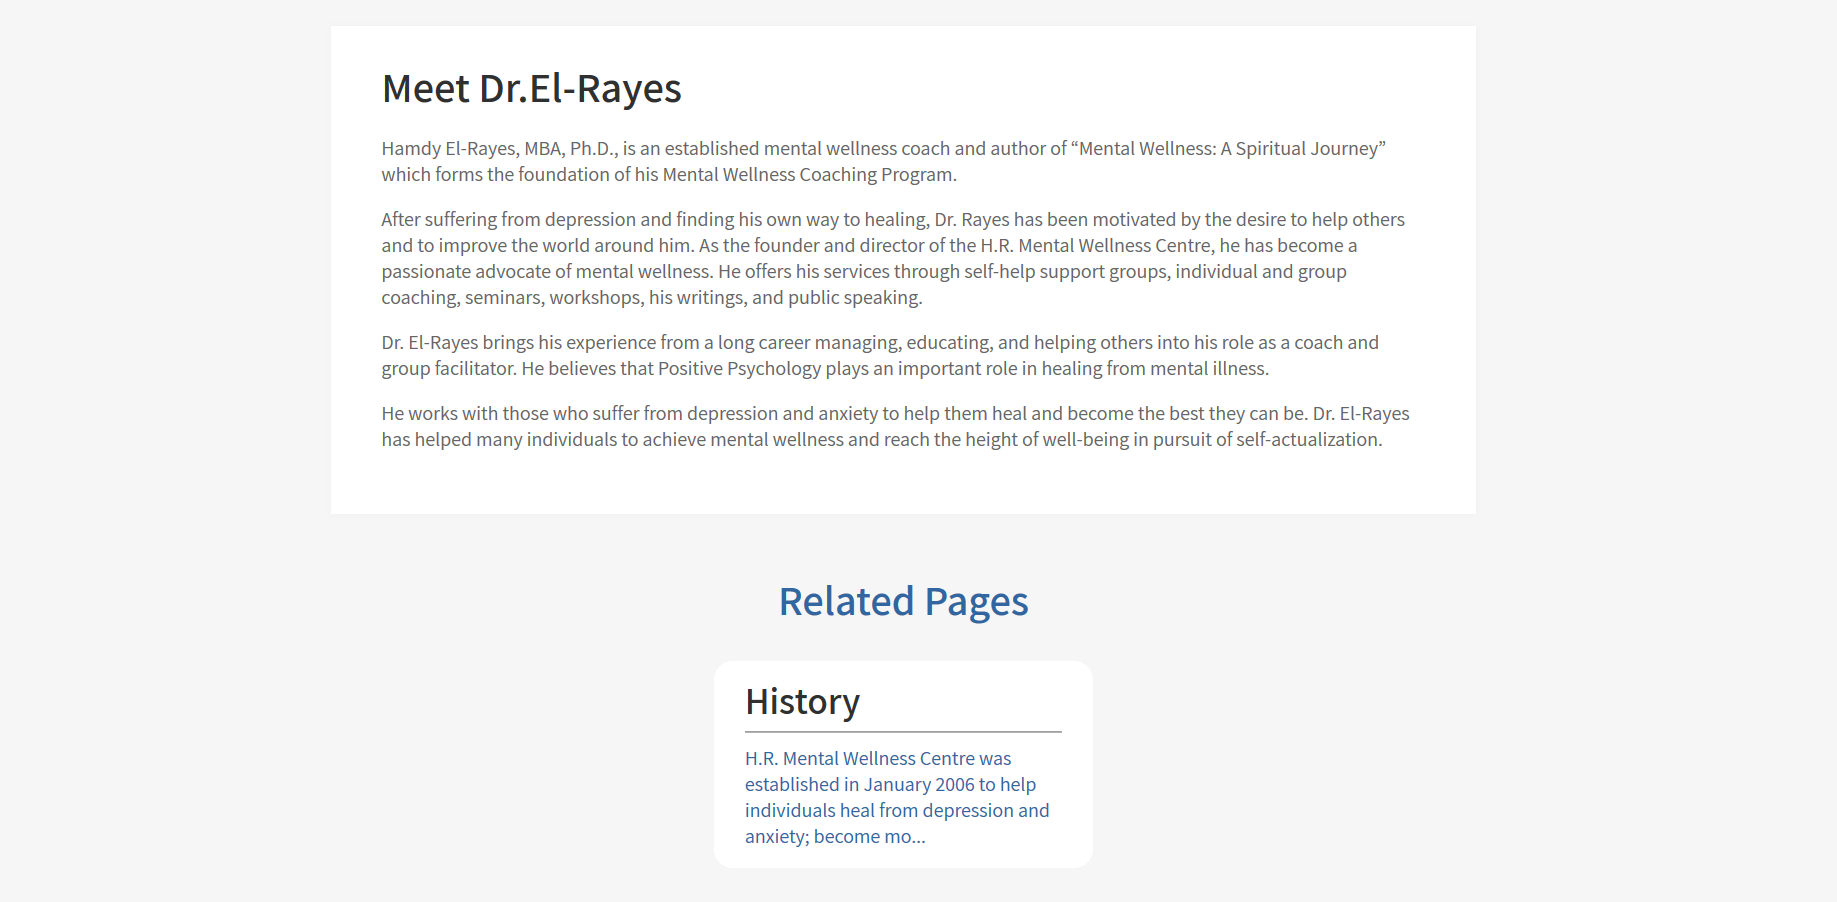 Meet Dr.El-Rayes
Hamdy El-Rayes, MBA, Ph.D., is an established mental wellness coach and author of “Mental Wellness: A Spiritual Journey”
which forms the foundation of his Mental Wellness Coaching Program.
After suffering from depression and finding his own way to healing, Dr. Rayes has been motivated by the desire to help others
and to improve the world around him. As the founder and director of the H.R. Mental Wellness Centre, he has become a
passionate advocate of mental wellness. He offers his services through self-help support groups, individual and group
coaching, seminars, workshops, his writings, and public speaking.
Dr. El-Rayes brings his experience from a long career managing, educating, and helping others into his role as a coach and
group facilitator. He believes that Positive Psychology plays an important role in healing from mental illness.
He works with those who suffer from depression and anxiety to help them heal and become the best they can be. Dr. El-Rayes
has helped many individuals to achieve mental wellness and reach the height of well-being in pursuit of self-actualization.
Related Pages
History
H.R. Mental Wellness Centre was
established in January 2006 to help
individuals heal from depression and
anxiety; become mo...